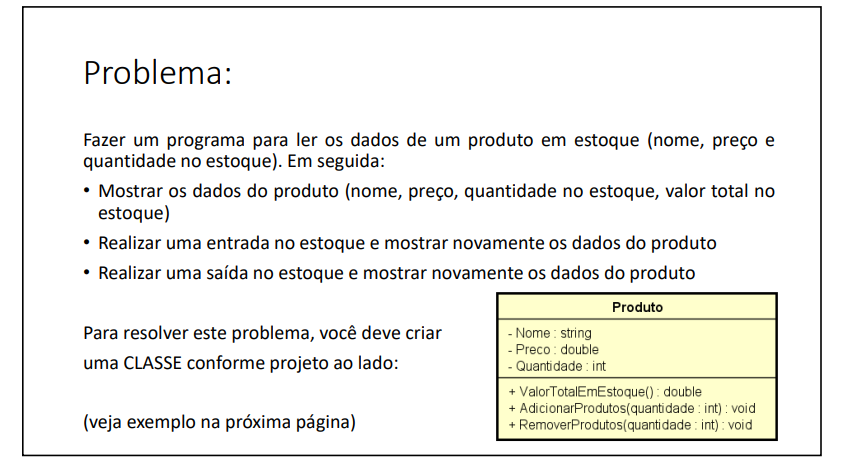 Problema:
Fazer um programa para ler os dados de um produto em estoque (nome, preço e
quantidade no estoque). Em seguida:
• Mostrar os dados do produto (nome, preço, quantidade no estoque, valor total no
estoque)
• Realizar uma entrada no estoque e mostrar novamente os dados do produto
• Realizar uma saída no estoque e mostrar novamente os dados do produto
Para resolver este problema, você deve criar
uma CLASSE conforme projeto ao lado:
(veja exemplo na próxima página)
Produto
- Nome : string
- Preco : double
- Quantidade : int
+ ValorTotalEmEstoque() : double
+ AdicionarProdutos(quantidade : int) : void
+ RemoverProdutos(quantidade : int) : void